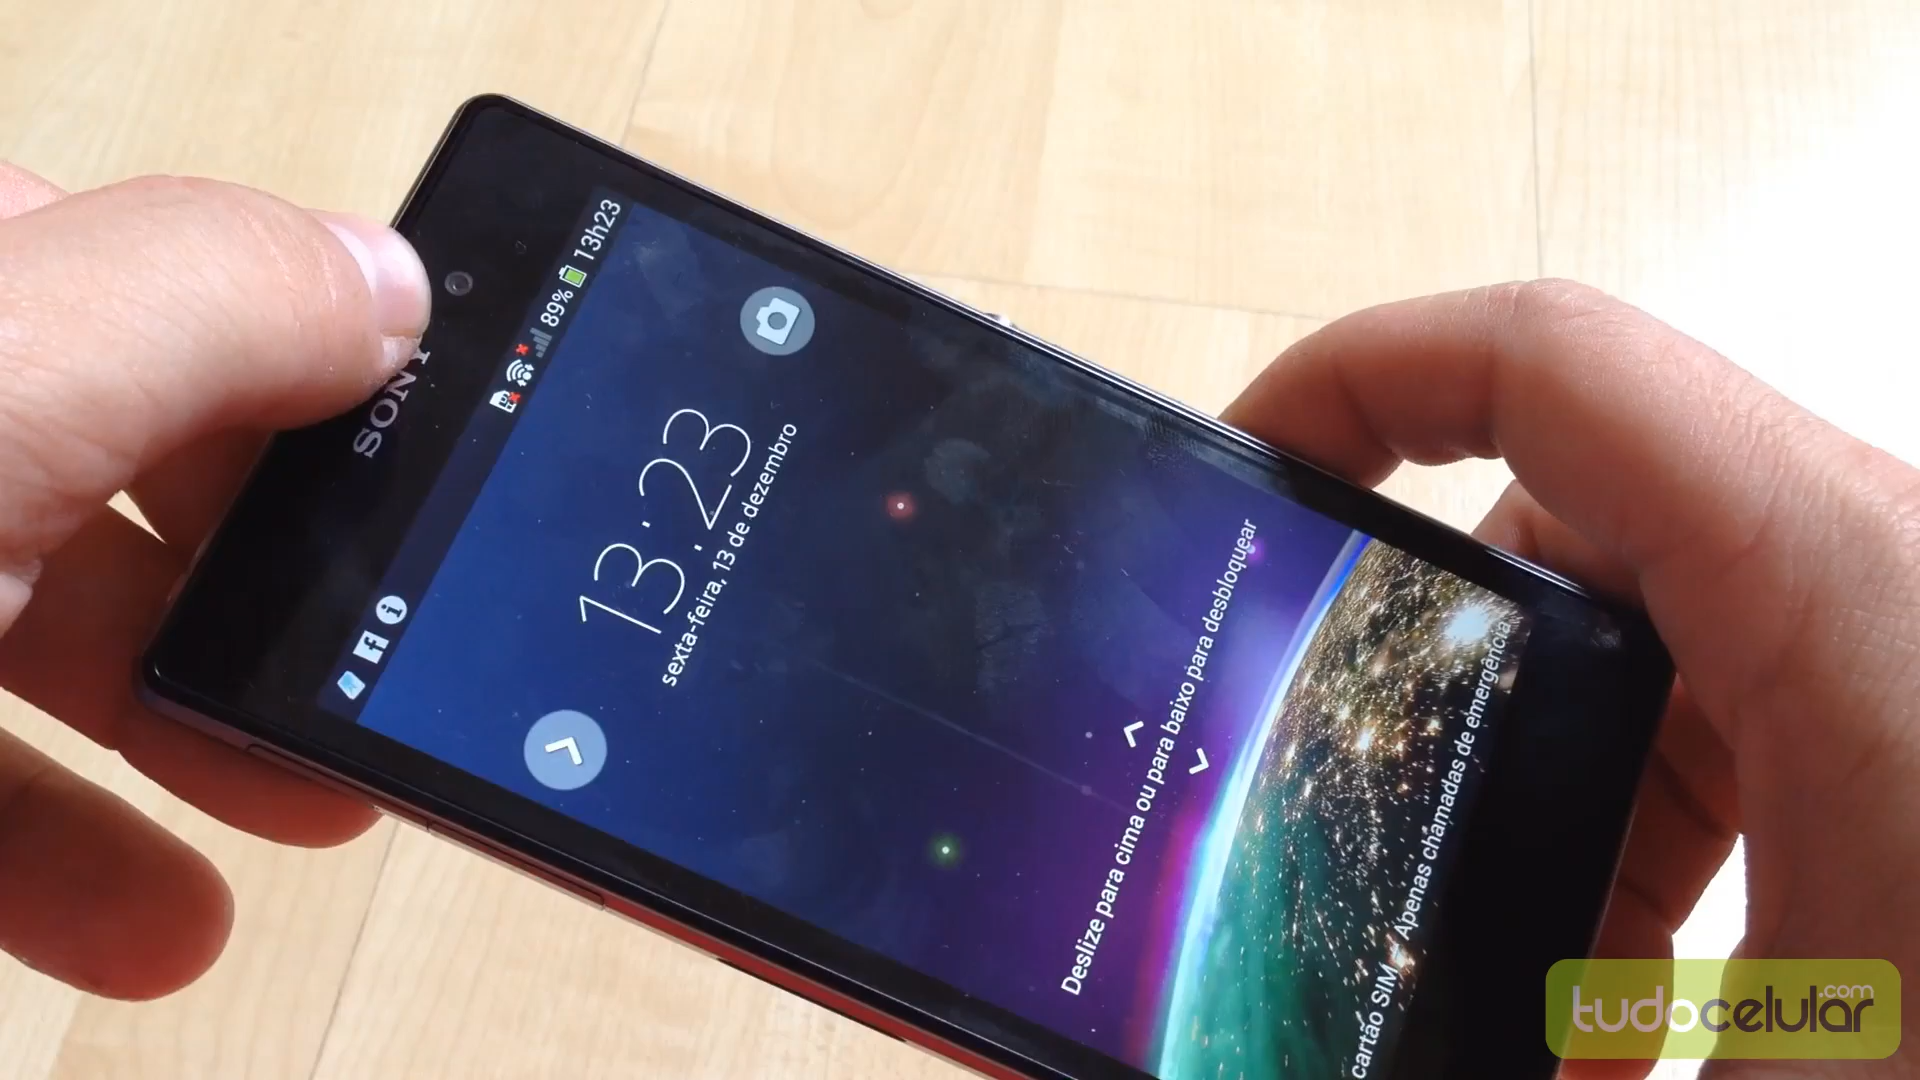 SONY
89% 13h23
13:23
sexta-feira, 13 de dezembro
Deslize para cima ou para baixo para desbloquear
cartão SIM — Apenas chamadas de emergência
tudocelular.com